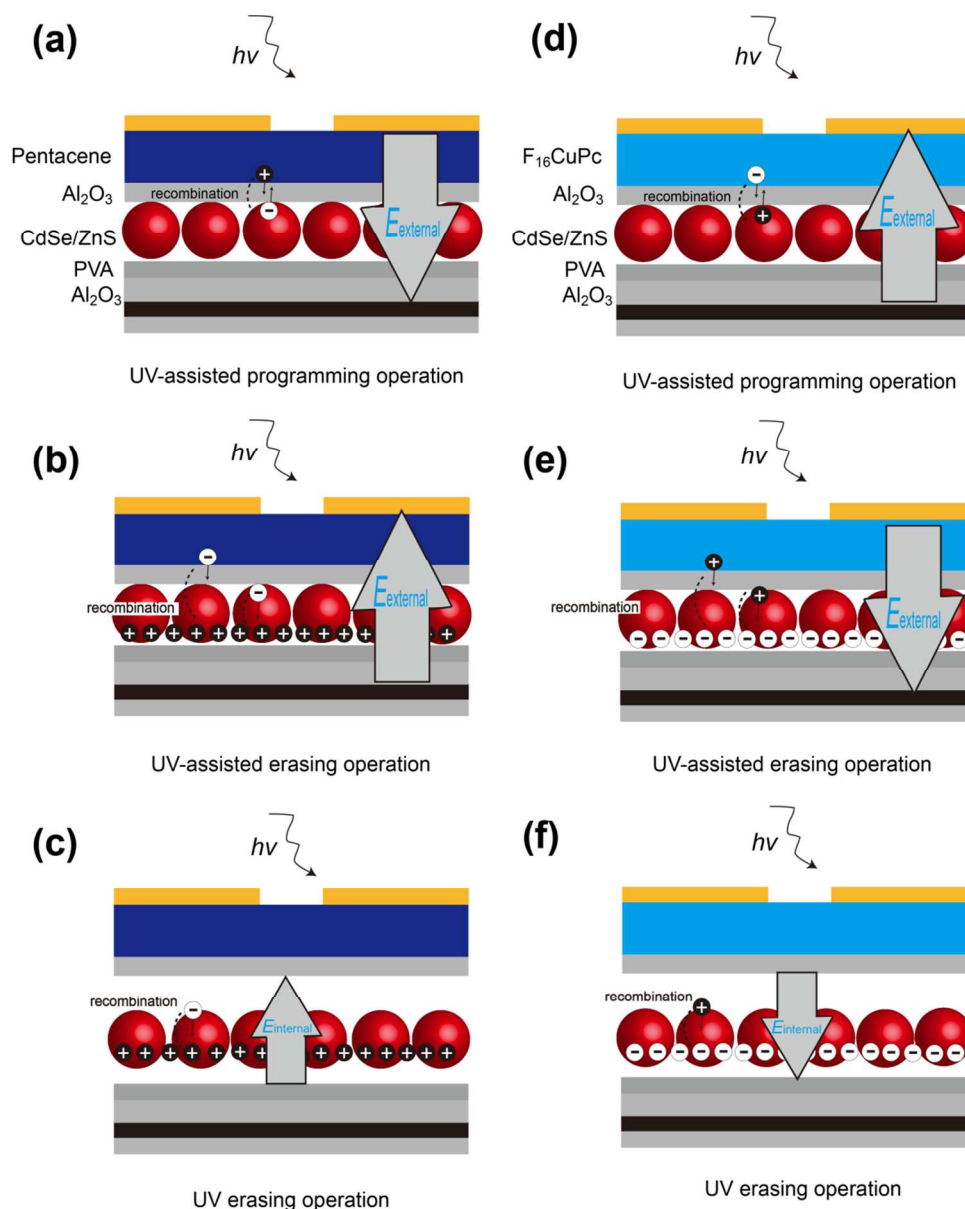 (a)
hv
Pentacene
Al₂O₃
recombination
+
−
CdSe/ZnS
Eexternal
PVA
Al₂O₃
UV-assisted programming operation
(d)
hv
F₁₆CuPc
−
Al₂O₃
recombination
+
CdSe/ZnS
Eexternal
PVA
Al₂O₃
UV-assisted programming operation
(b)
hv
−
−
Eexternal
recombination
+ + + + + + + + + + + + +
UV-assisted erasing operation
(e)
hv
+
+
Eexternal
recombination
− − − − − − − − − − − − −
UV-assisted erasing operation
(c)
hv
recombination
−
Einternal
+ + + + + + + + + + + +
UV erasing operation
(f)
hv
recombination
+
Einternal
− − − − − − − − − − − − −
UV erasing operation